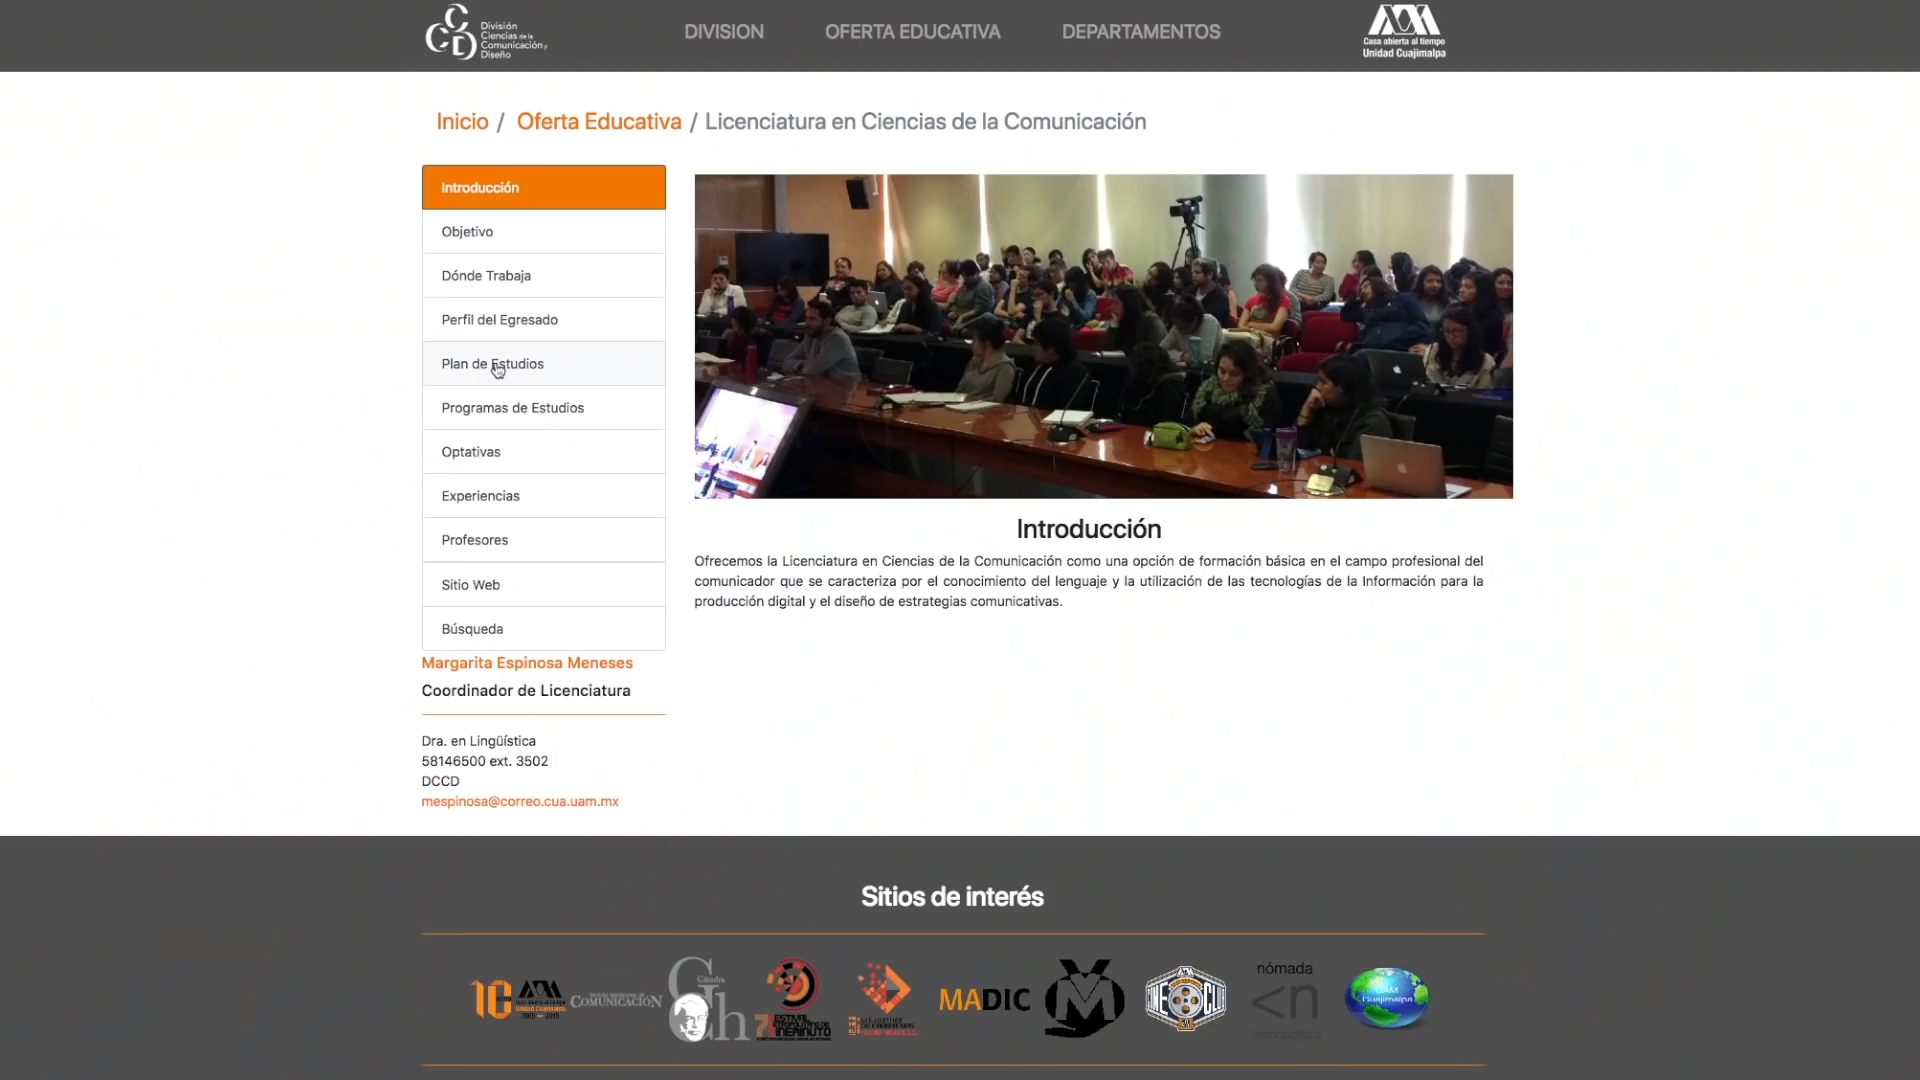 División
Ciencias de la
Comunicación y
Diseño
DIVISION
OFERTA EDUCATIVA
DEPARTAMENTOS
Casa abierta al tiempo
Unidad Cuajimalpa
Inicio / Oferta Educativa / Licenciatura en Ciencias de la Comunicación
Introducción
Objetivo
Dónde Trabaja
Perfil del Egresado
Plan de Estudios
Programas de Estudios
Optativas
Experiencias
Profesores
Sitio Web
Búsqueda
Margarita Espinosa Meneses
Coordinador de Licenciatura
Dra. en Lingüística
58146500 ext. 3502
DCCD
mespinosa@correo.cua.uam.mx
Introducción
Ofrecemos la Licenciatura en Ciencias de la Comunicación como una opción de formación básica en el campo profesional del
comunicador que se caracteriza por el conocimiento del lenguaje y la utilización de las tecnologías de la Información para la
producción digital y el diseño de estrategias comunicativas.
Sitios de interés
10
COMUNICACIÓN
Cátedra
MADIC
CINE CLUB
nómada
<n
UAM
Cuajimalpa